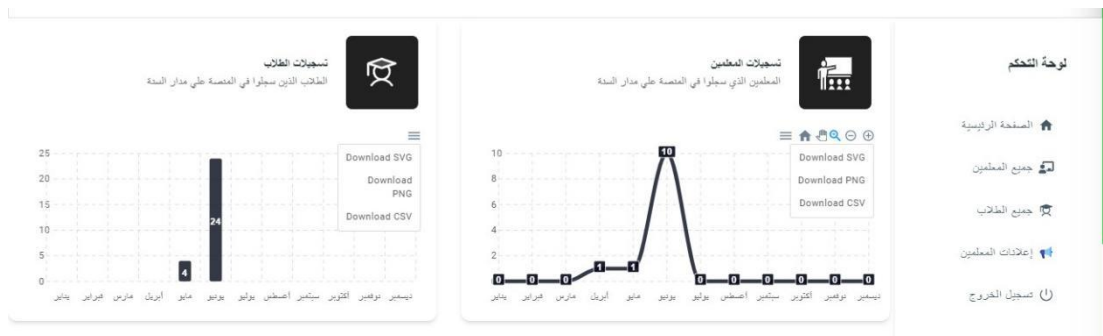 لوحة التحكم
الصفحة الرئيسية
جميع المعلمين
جميع الطلاب
إعلانات المعلمين
تسجيل الخروج
تسجيلات المعلمين
المعلمين الذي سجلوا في المنصة علي مدار السنة
Download SVG
Download PNG
Download CSV
10
8
6
4
2
0 0 0 1 1 10 0 0 0 0 0 0
يناير فبراير مارس أبريل مايو يونيو يوليو أغسطس سبتمبر أكتوبر نوفمبر ديسمبر
تسجيلات الطلاب
الطلاب الذين سجلوا في المنصة علي مدار السنة
Download SVG
Download
PNG
Download CSV
25
20
15
10
5
0
4 24
يناير فبراير مارس أبريل مايو يونيو يوليو أغسطس سبتمبر أكتوبر نوفمبر ديسمبر